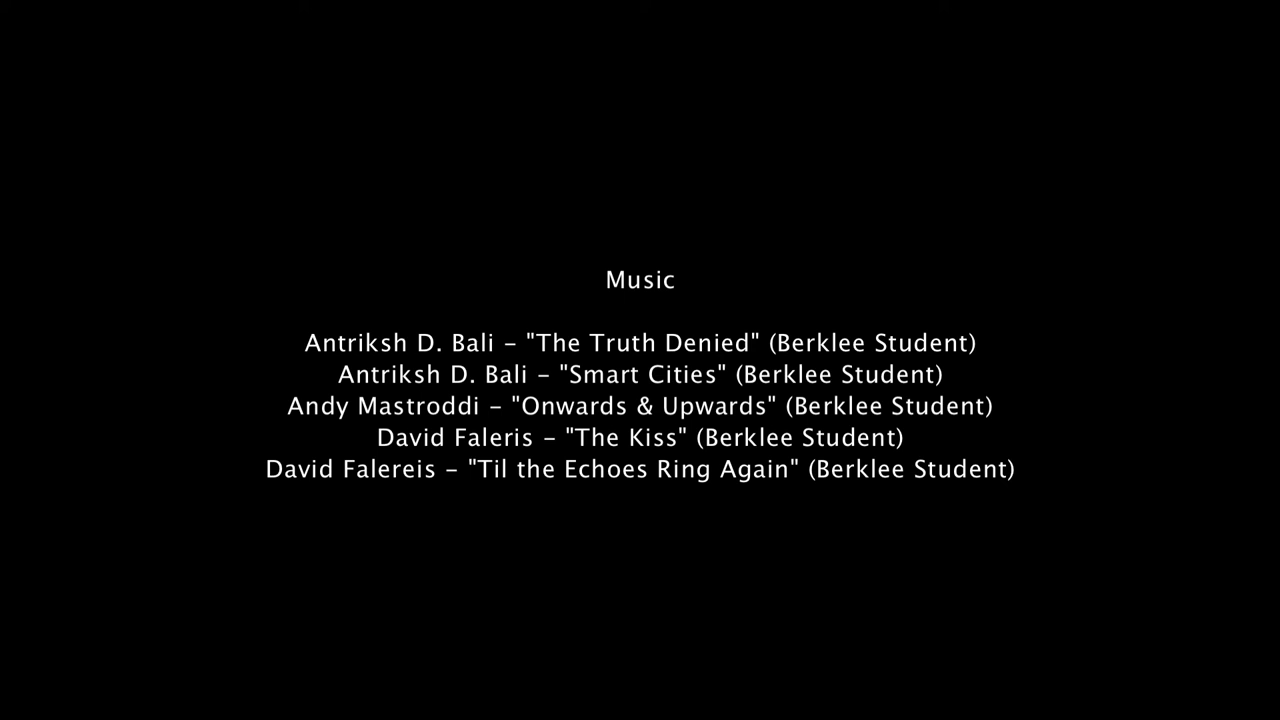 Music
Antriksh D. Bali – "The Truth Denied" (Berklee Student)
Antriksh D. Bali – "Smart Cities" (Berklee Student)
Andy Mastroddi – "Onwards & Upwards" (Berklee Student)
David Faleris – "The Kiss" (Berklee Student)
David Falereis – "Til the Echoes Ring Again" (Berklee Student)